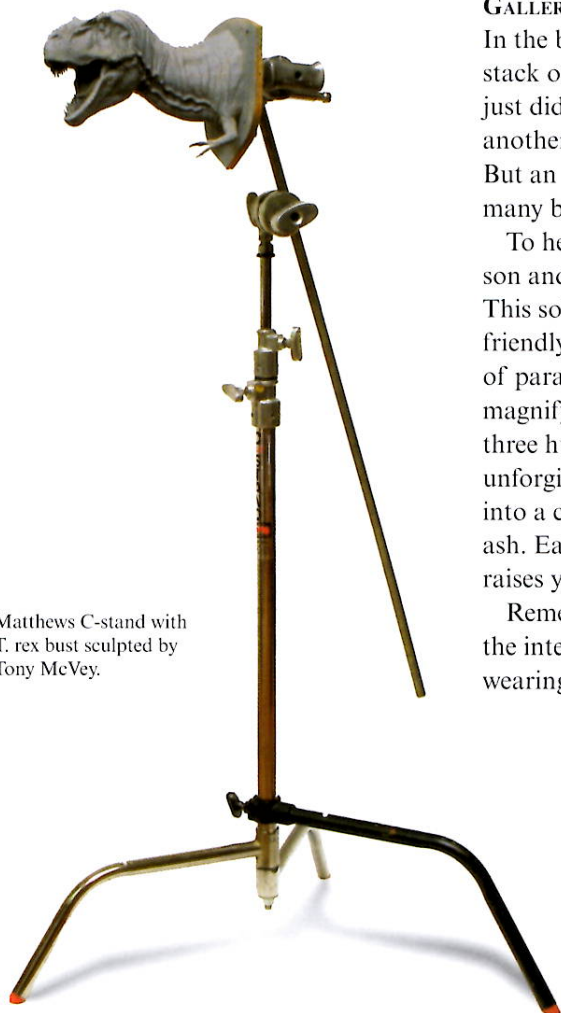 Matthews C-stand with
T. rex bust sculpted by
Tony McVey.
GALLER
In the b
stack o
just did
another
But an
many b
To he
son and
This so
friendly
of para
magnify
three h
unforgi
into a c
ash. Ea
raises y
Reme
the inte
wearing